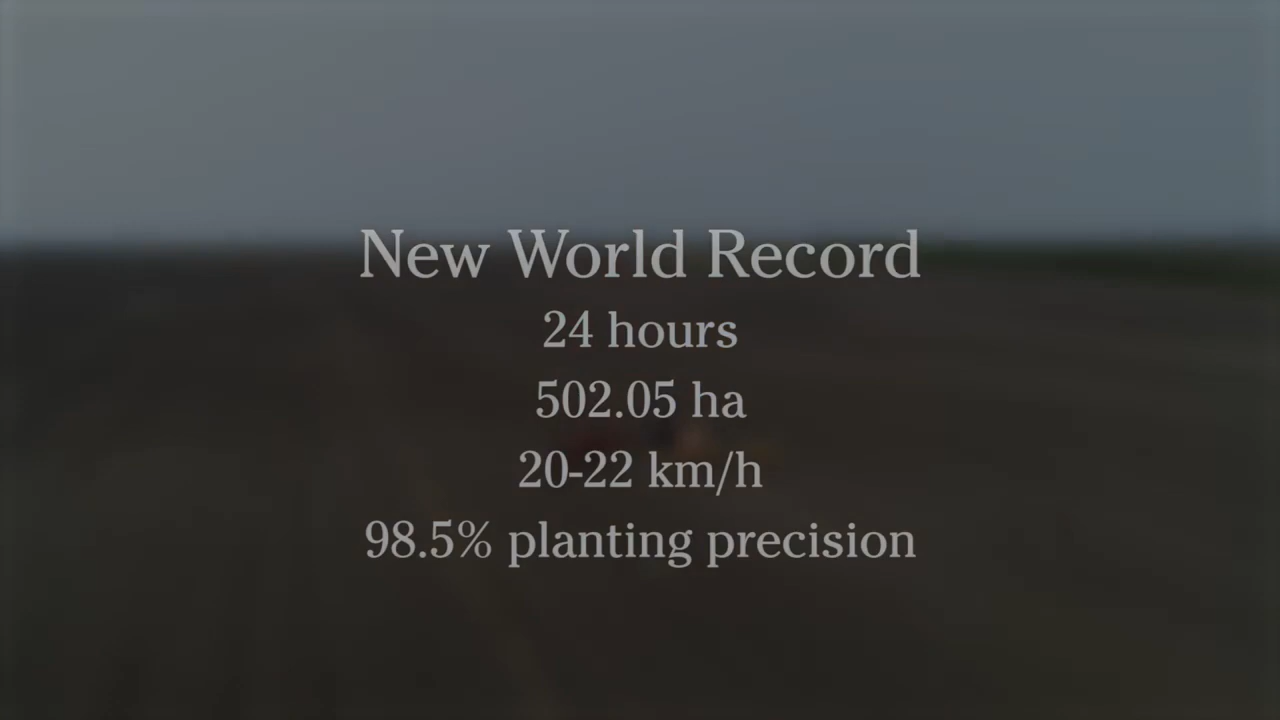 New World Record
24 hours
502.05 ha
20-22 km/h
98.5% planting precision